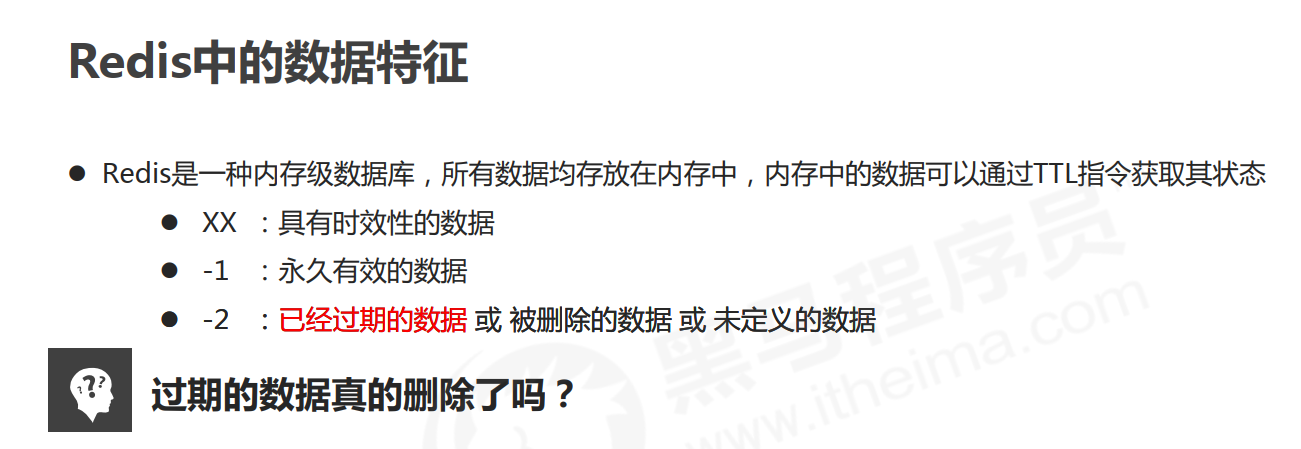 Redis中的数据特征
● Redis是一种内存级数据库，所有数据均存放在内存中，内存中的数据可以通过TTL指令获取其状态
● XX ：具有时效性的数据
● -1 ：永久有效的数据
● -2 ：已经过期的数据 或 被删除的数据 或 未定义的数据
???
过期的数据真的删除了吗？
黑马程序员
www.itheima.com